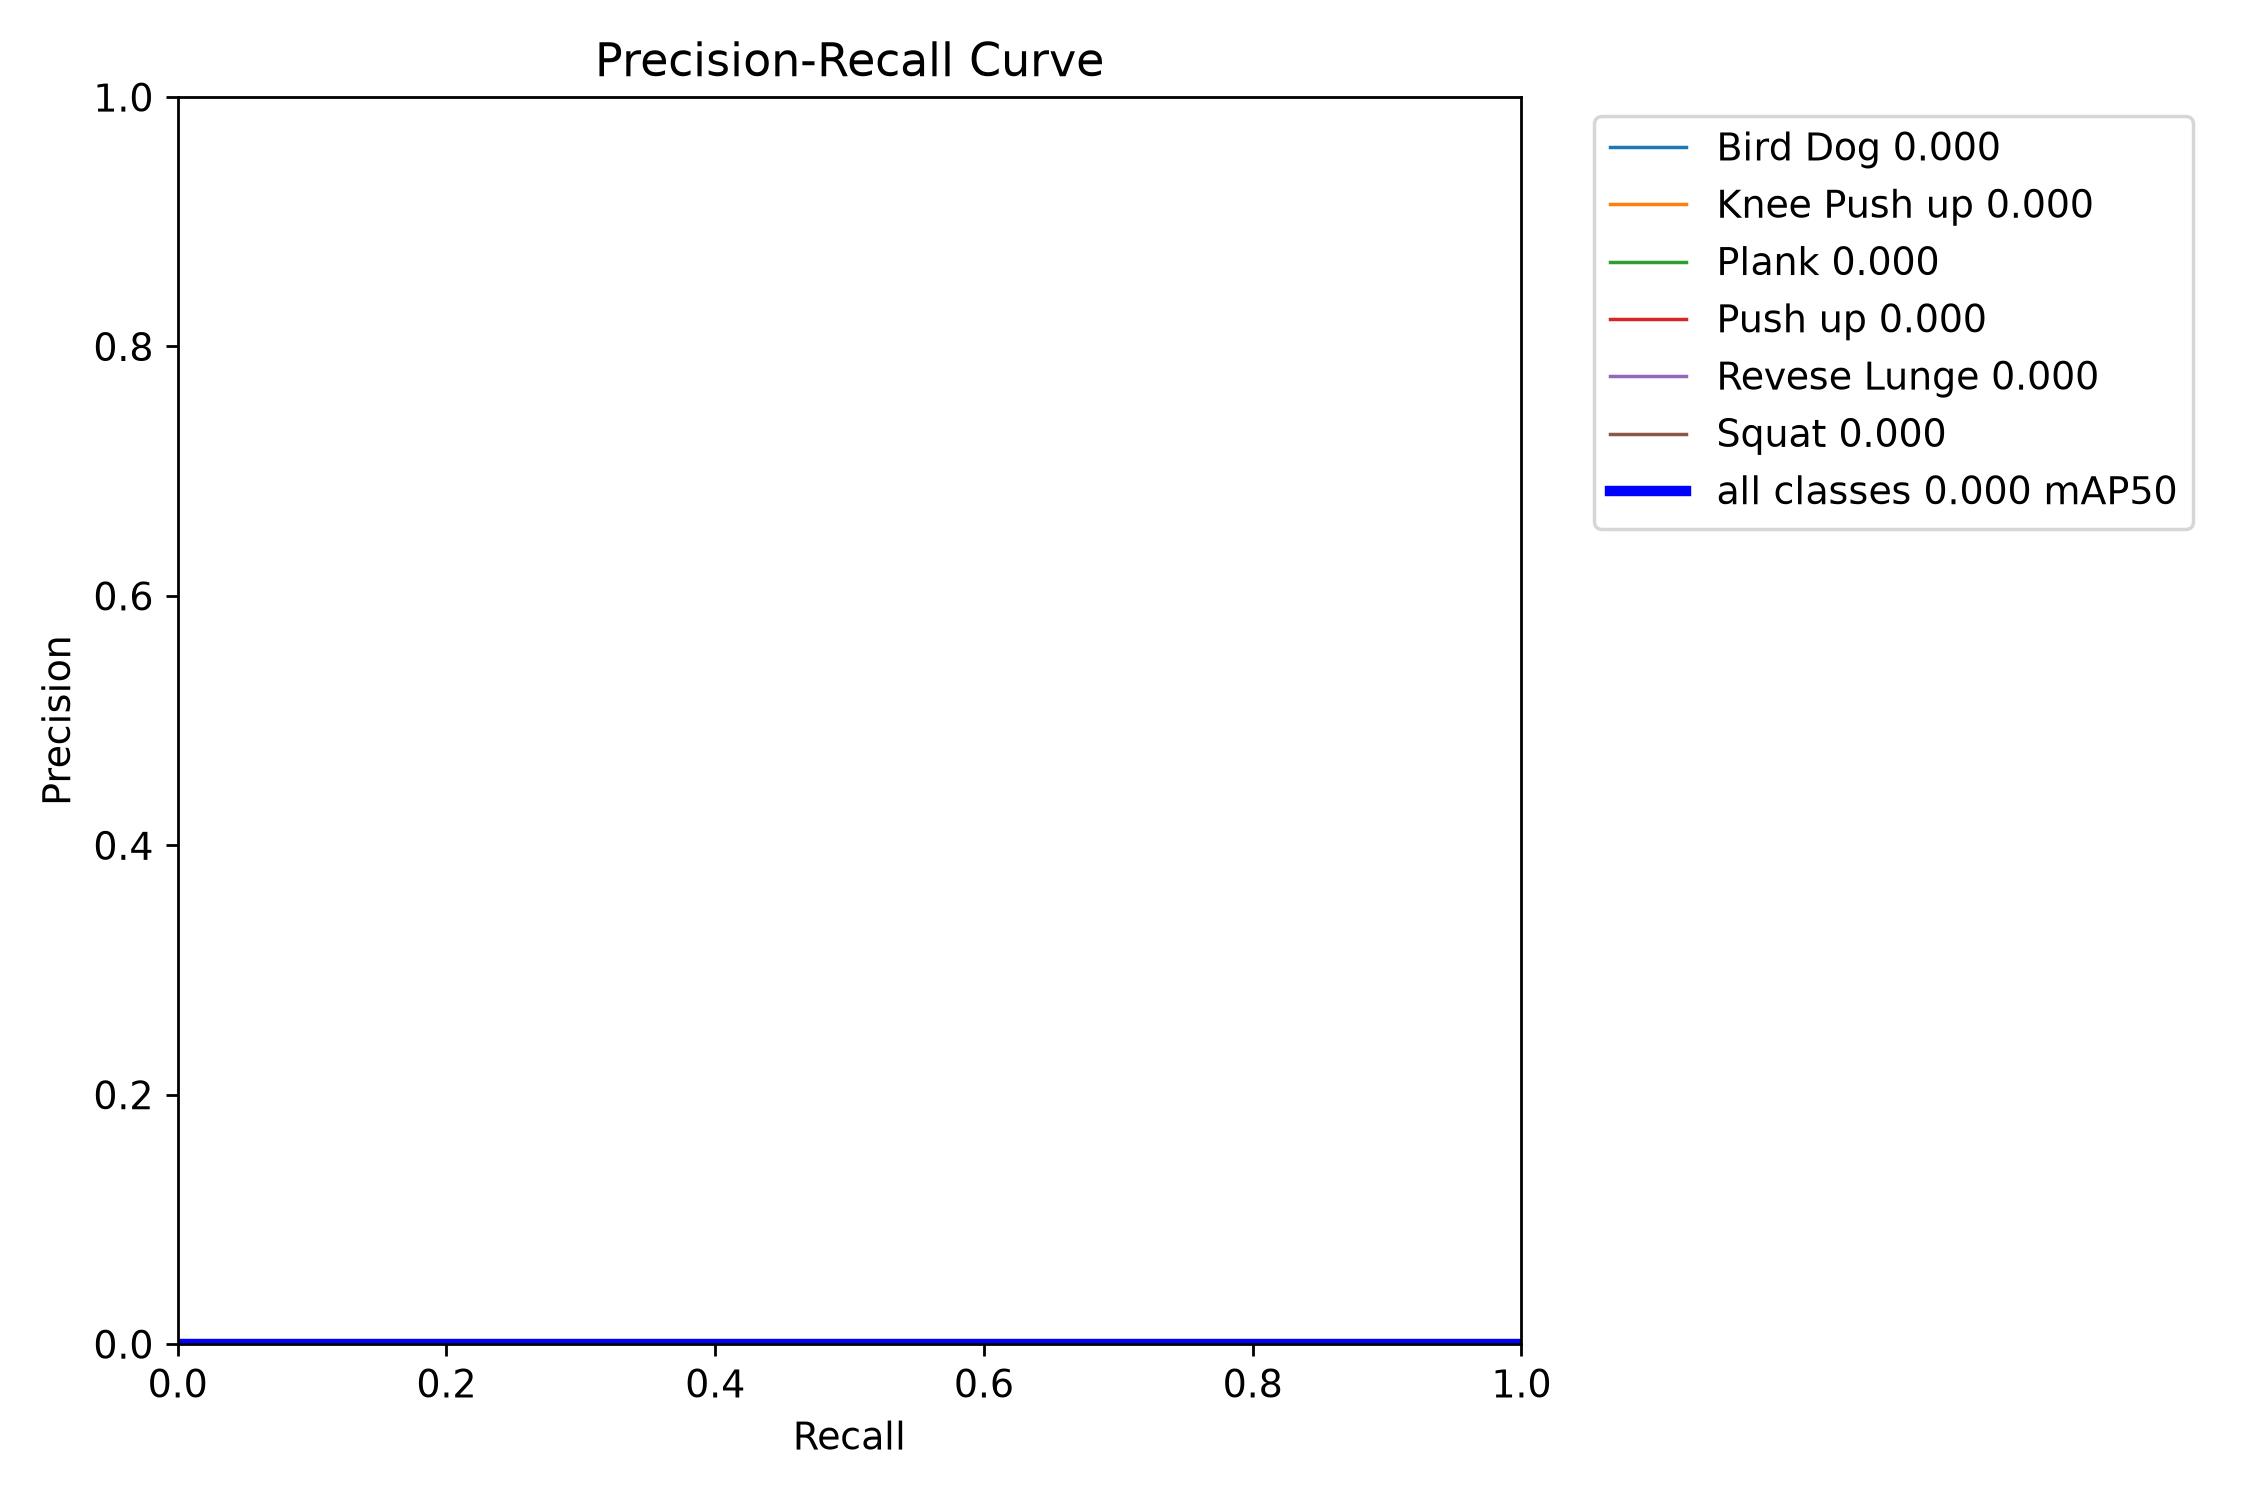 Precision-Recall Curve
1.0
0.8
0.6
0.4
0.2
0.0
Precision
0.0 0.2 0.4 0.6 0.8 1.0
Recall
Bird Dog 0.000
Knee Push up 0.000
Plank 0.000
Push up 0.000
Revese Lunge 0.000
Squat 0.000
all classes 0.000 mAP50